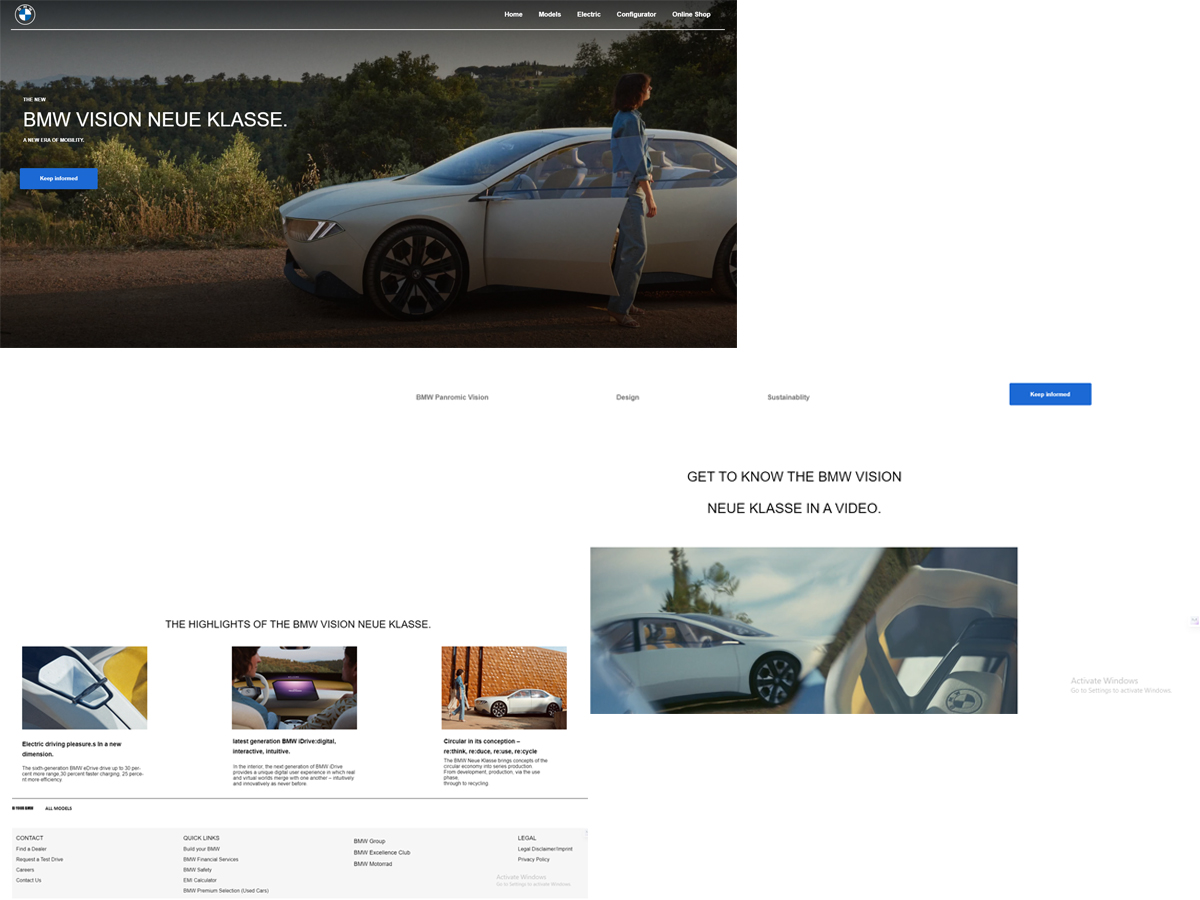 Home Models Electric Configurator Online Shop
THE NEW
BMW VISION NEUE KLASSE.
A NEW ERA OF MOBILITY.
Keep informed
BMW Panromic Vision Design Sustainablity Keep informed
GET TO KNOW THE BMW VISION
NEUE KLASSE IN A VIDEO.
THE HIGHLIGHTS OF THE BMW VISION NEUE KLASSE.
Electric driving pleasure.s in a new
dimension.
The sixth-generation BMW eDrive drive up to 30 per-
cent more range,30 percent faster charging, 25 perce-
nt more efficiency.
latest generation BMW iDrive:digital,
interactive, intuitive.
In the interior, the next generation of BMW iDrive
provides a unique digital user experience in which real
and virtual worlds merge with one another – intuitively
and innovatively as never before.
Circular in its conception –
re:think, re:duce, re:use, re:cycle
The BMW Neue Klasse brings concepts of the
circular economy into series production
From development, production, via the use
phase,
through to recycling.
Activate Windows
Go to Settings to activate Windows.
ALL MODELS
CONTACT
Find a Dealer
Request a Test Drive
Careers
Contact Us
QUICK LINKS
Build your BMW
BMW Financial Services
BMW Safety
EMI Calculator
BMW Premium Selection (Used Cars)
BMW Group
BMW Excellence Club
BMW Motorrad
LEGAL
Legal Disclaimer/Imprint
Privacy Policy
Activate Windows
Go to Settings to activate Windows.